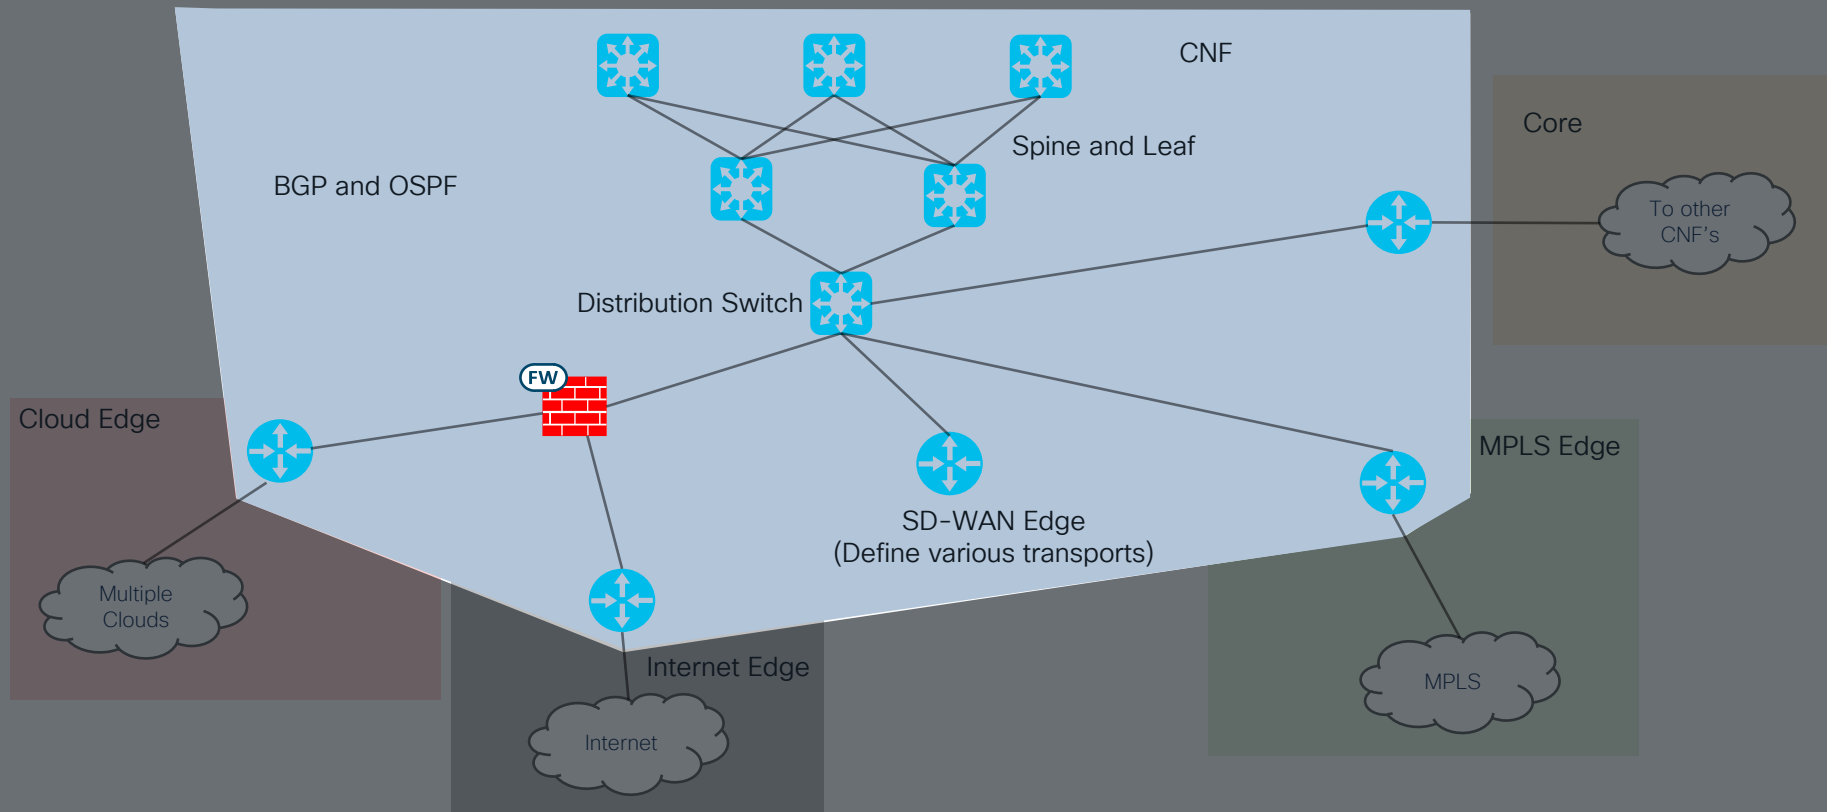 CNF
Core
Spine and Leaf
BGP and OSPF
To other
CNF's
Distribution Switch
FW
Cloud Edge
MPLS Edge
SD-WAN Edge
(Define various transports)
Multiple
Clouds
Internet Edge
MPLS
Internet